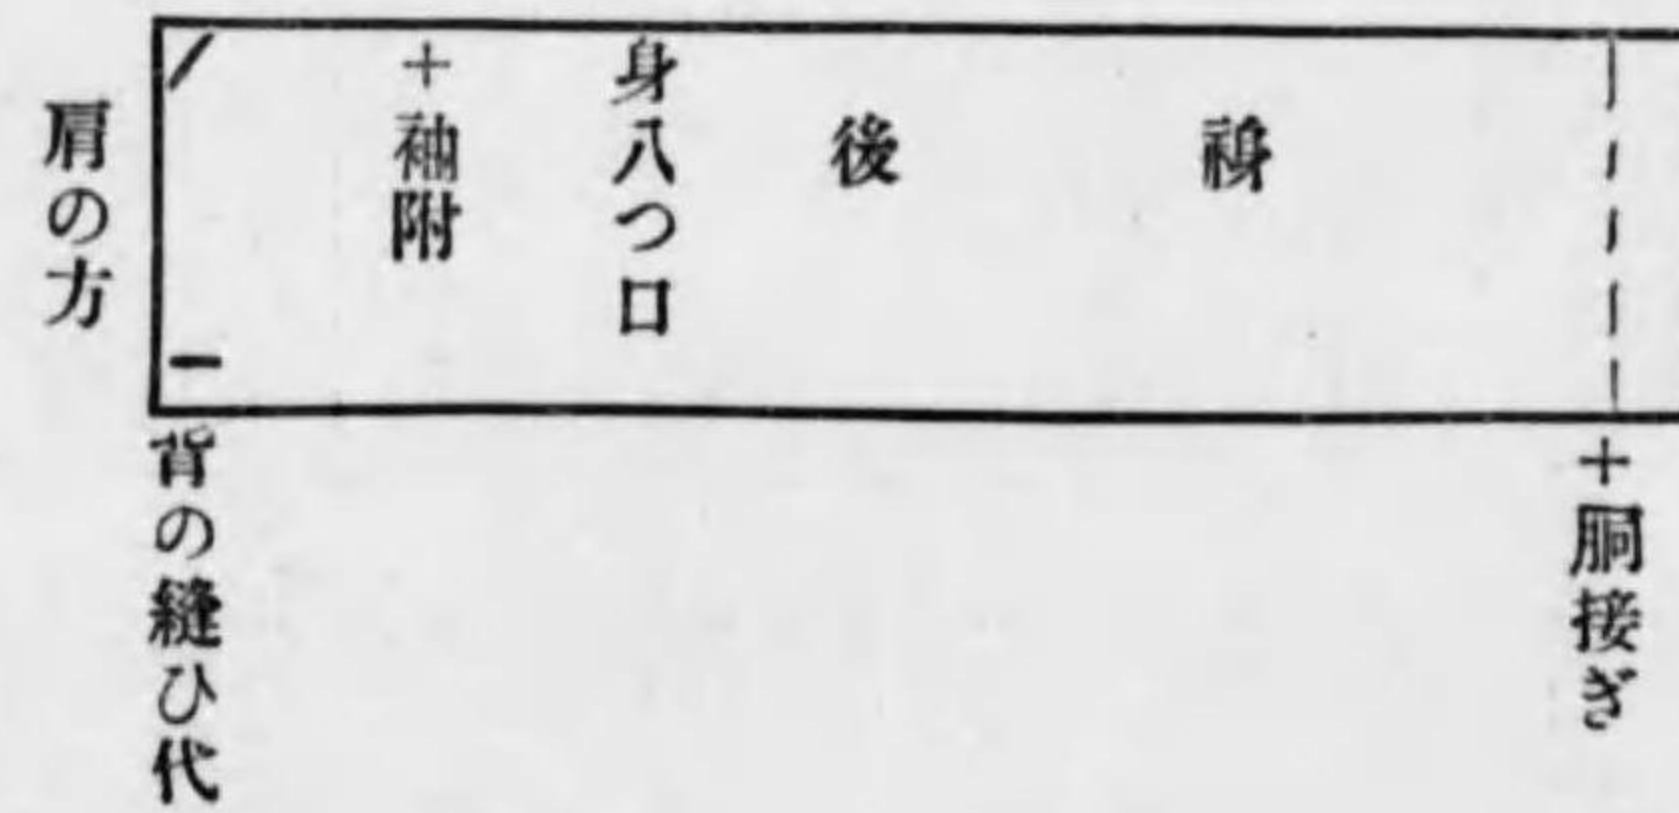 肩の方
+袖附
身八つ口
後裑
背の縫ひ代
+胴接ぎ